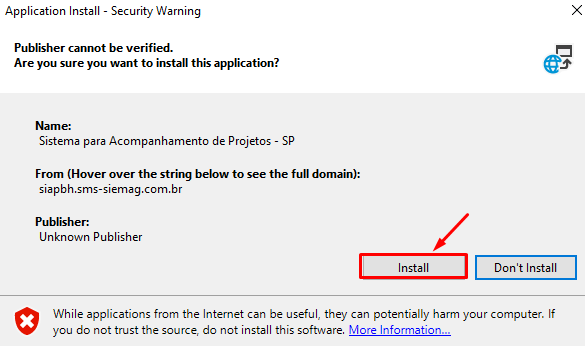 Application Install - Security Warning
Publisher cannot be verified.
Are you sure you want to install this application?
Name:
Sistema para Acompanhamento de Projetos - SP
From (Hover over the string below to see the full domain):
siapbh.sms-siemag.com.br
Publisher:
Unknown Publisher
Install
Don't Install
While applications from the Internet can be useful, they can potentially harm your computer. If
you do not trust the source, do not install this software. More Information...